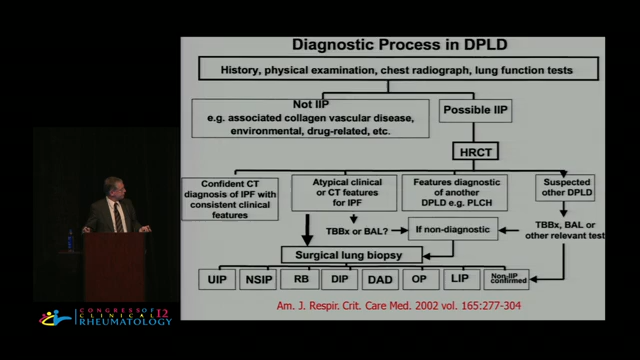 Diagnostic Process in DPLD
History, physical examination, chest radiograph, lung function tests
Not IIP
e.g. associated collagen vascular disease,
environmental, drug-related, etc.
Possible IIP
HRCT
Confident CT
diagnosis of IPF with
consistent clinical
features
Atypical clinical
or CT features
for IPF
Features diagnostic
of another
DPLD e.g. PLCH
Suspected
other DPLD
TBBx or BAL?
If non-diagnostic
TBBx, BAL or
other relevant test
Surgical lung biopsy
UIP
NSIP
RB
DIP
DAD
OP
LIP
Non-IIP
confirmed
Am. J. Respir. Crit. Care Med. 2002 vol. 165:277-304
CONGRESS OF
CLINICAL 12
RHEUMATOLOGY